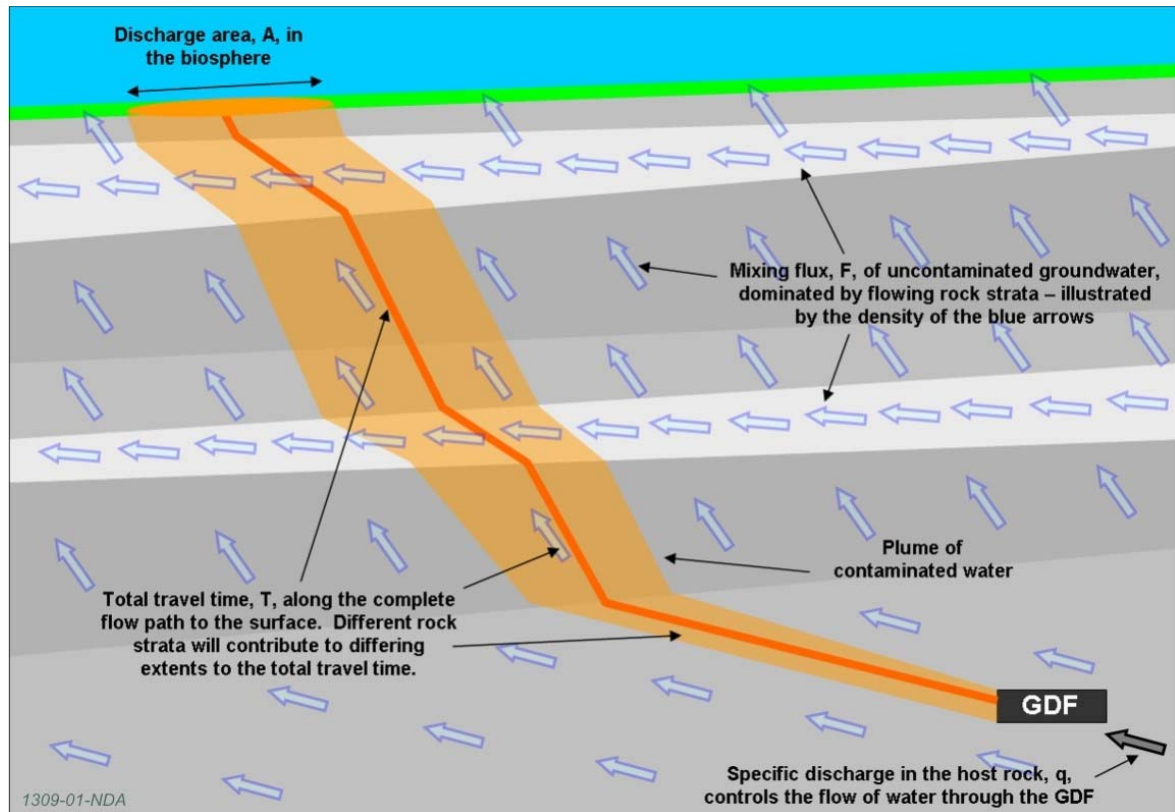 Discharge area, A, in
the biosphere
Mixing flux, F, of uncontaminated groundwater,
dominated by flowing rock strata – illustrated
by the density of the blue arrows
Plume of
contaminated water
Total travel time, T, along the complete
flow path to the surface. Different rock
strata will contribute to differing
extents to the total travel time.
GDF
Specific discharge in the host rock, q,
controls the flow of water through the GDF
1309-01-NDA